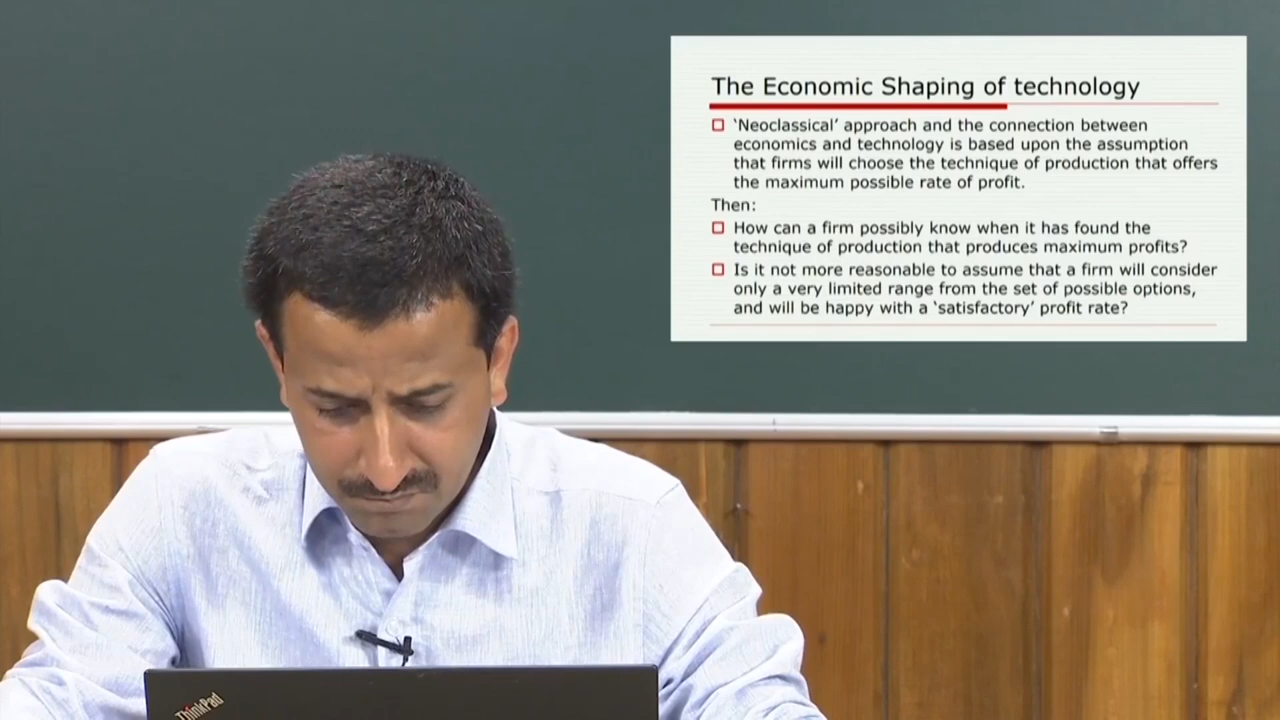 The Economic Shaping of technology
‘Neoclassical’ approach and the connection between
economics and technology is based upon the assumption
that firms will choose the technique of production that offers
the maximum possible rate of profit.
Then:
How can a firm possibly know when it has found the
technique of production that produces maximum profits?
Is it not more reasonable to assume that a firm will consider
only a very limited range from the set of possible options,
and will be happy with a ‘satisfactory’ profit rate?
ThinkPad